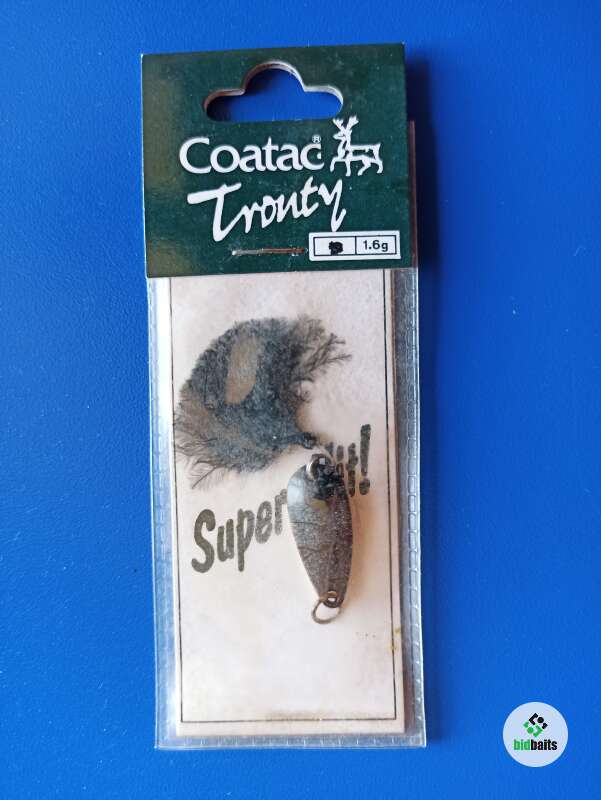 Coatac®
Trouty
1.6g
Super
bidbaits